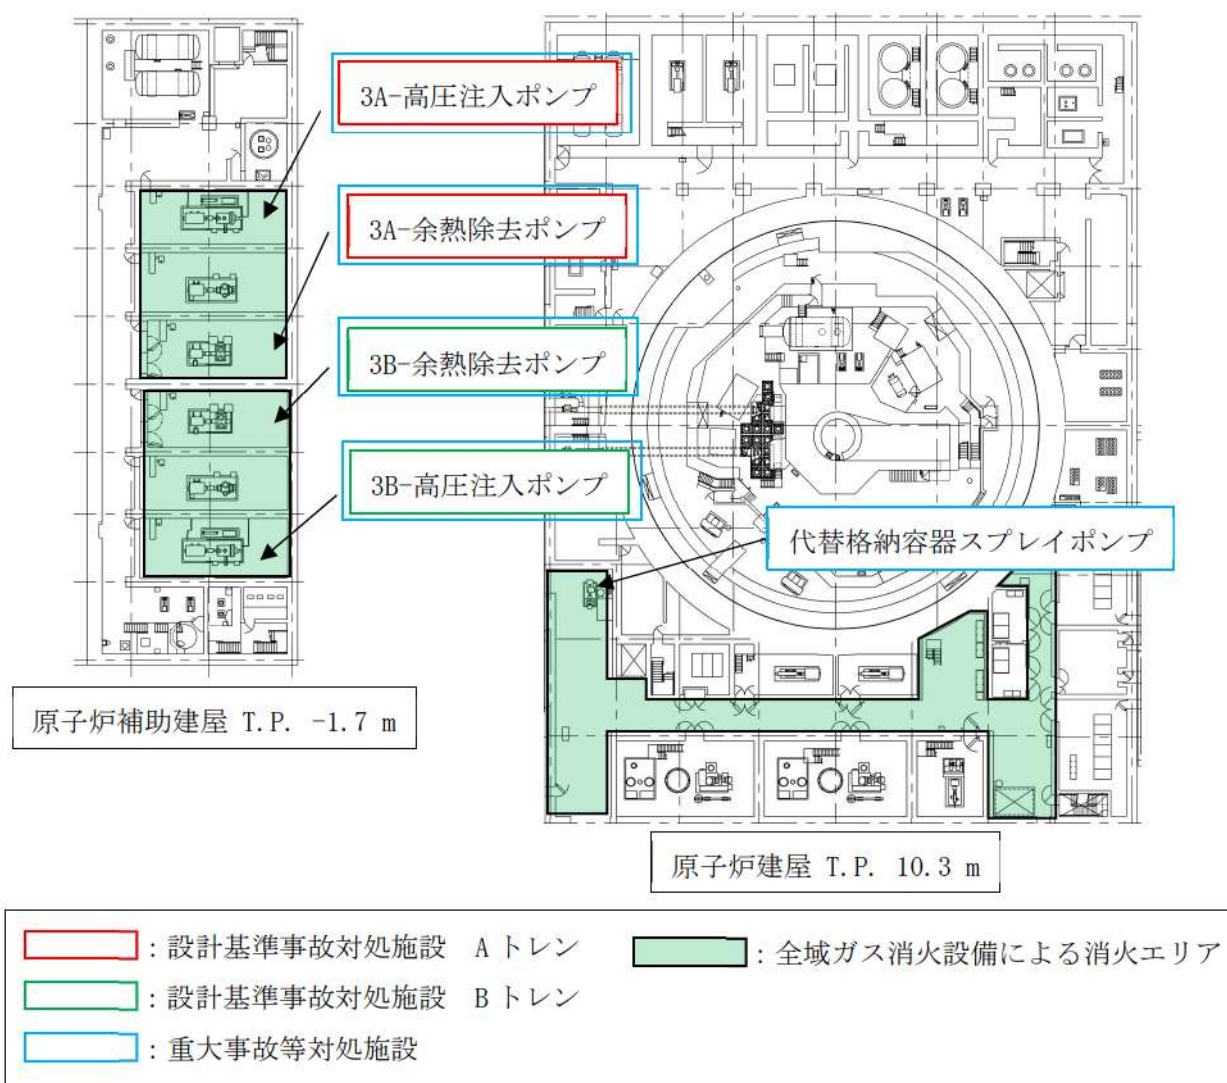 3A-高圧注入ポンプ
3A-余熱除去ポンプ
3B-余熱除去ポンプ
3B-高圧注入ポンプ
代替格納容器スプレイポンプ
原子炉補助建屋 T.P. -1.7 m
原子炉建屋 T.P. 10.3 m
：設計基準事故対処施設　A トレン
：設計基準事故対処施設　B トレン
：重大事故等対処施設
：全域ガス消火設備による消火エリア